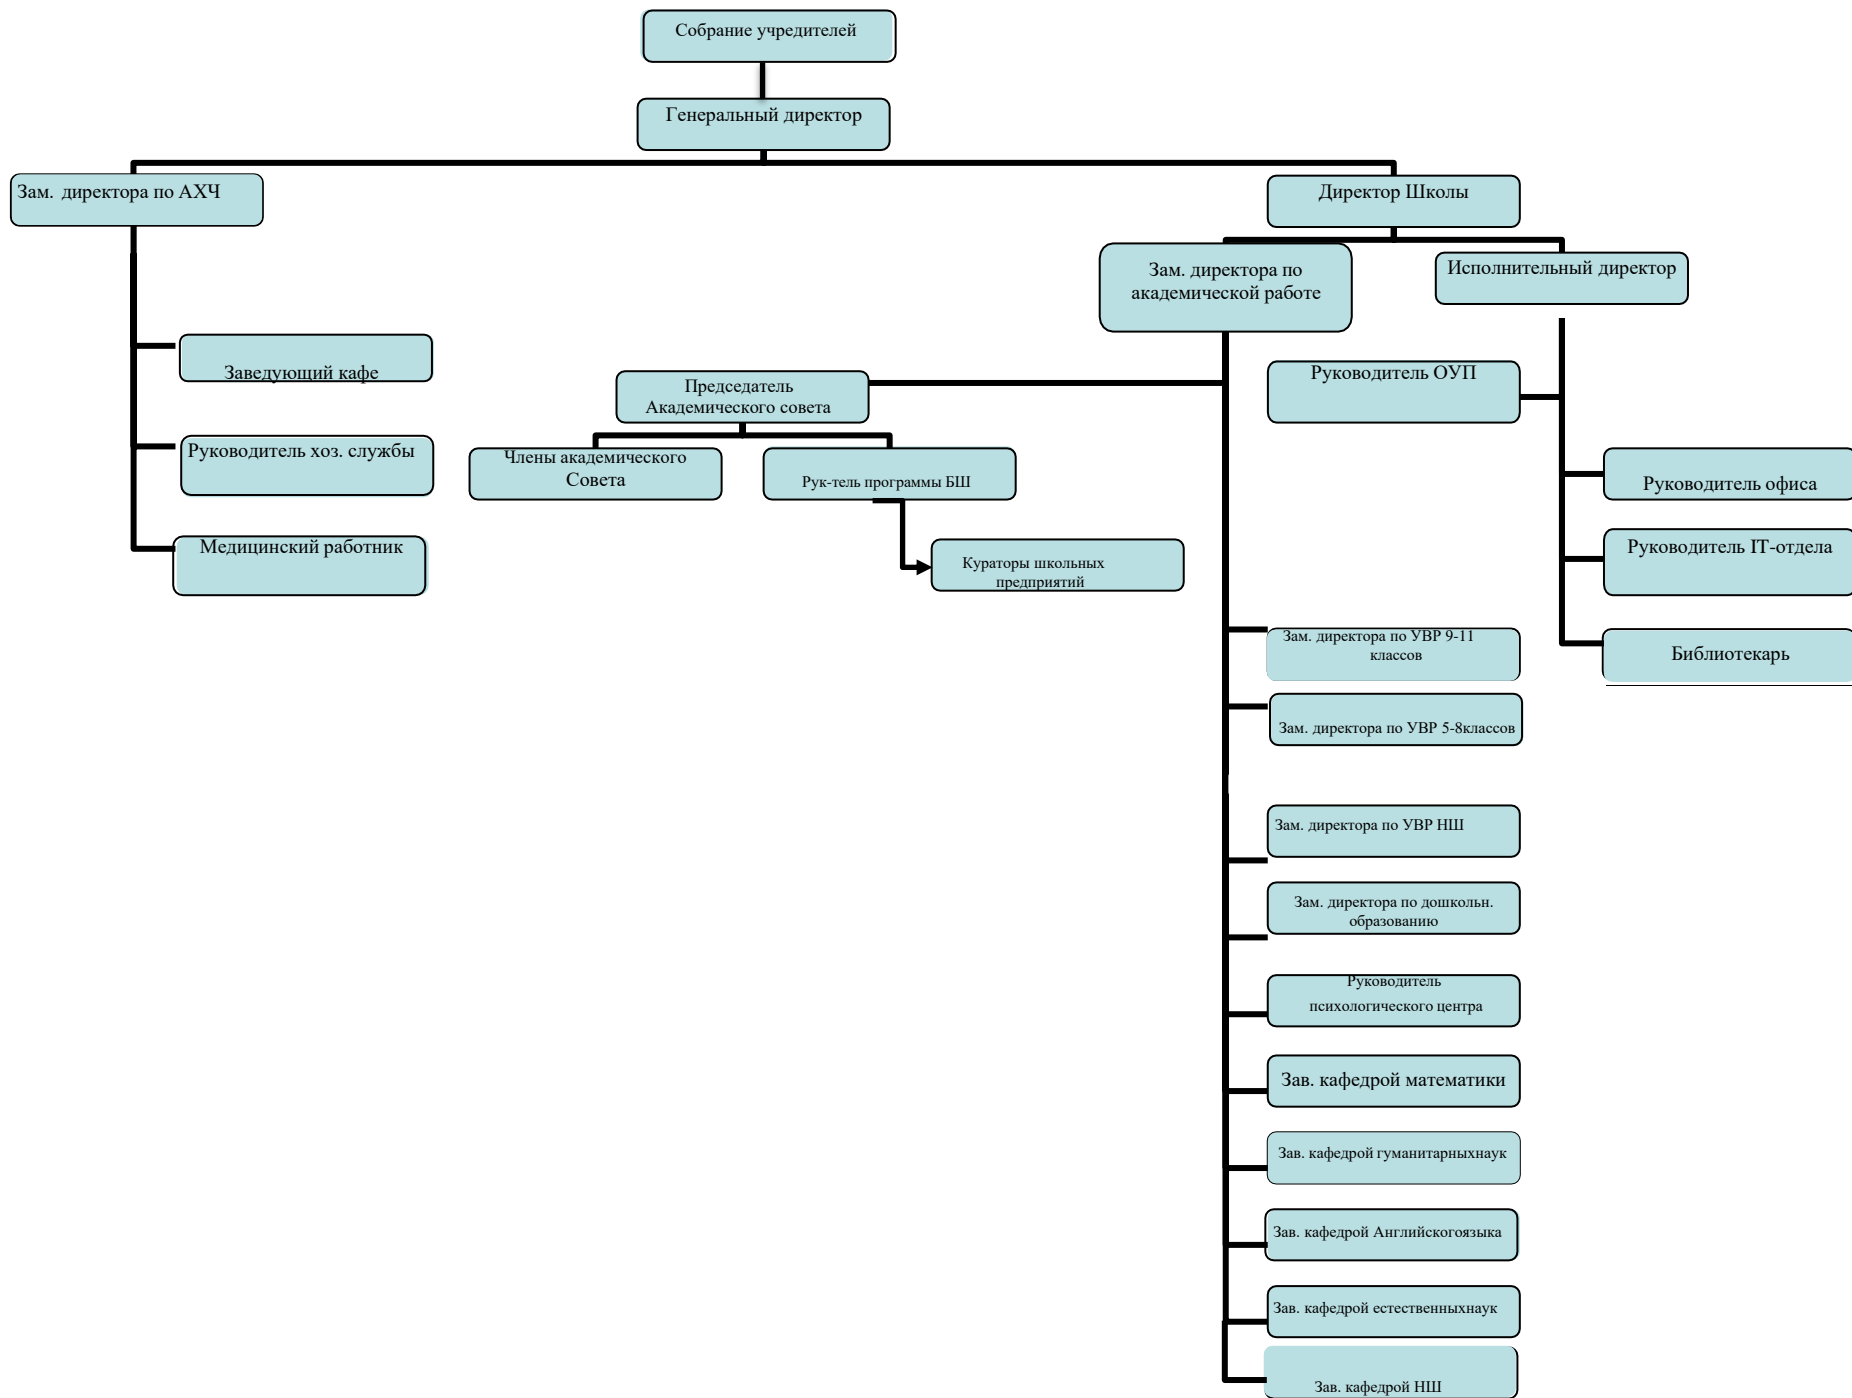 Собрание учредителей
Генеральный директор
Зам. директора по АХЧ
Директор Школы
Зам. директора по
академической работе
Исполнительный директор
Заведующий кафе
Председатель
Академического совета
Руководитель ОУП
Руководитель хоз. службы
Члены академического
Совета
Рук-тель программы БШ
Руководитель офиса
Медицинский работник
Кураторы школьных
предприятий
Руководитель IT-отдела
Зам. директора по УВР 9-11
классов
Библиотекарь
Зам. директора по УВР 5-8классов
Зам. директора по УВР НШ
Зам. директора по дошкольн.
образованию
Руководитель
психологического центра
Зав. кафедрой математики
Зав. кафедрой гуманитарныхнаук
Зав. кафедрой Английскогоязыка
Зав. кафедрой естественныхнаук
Зав. кафедрой НШ